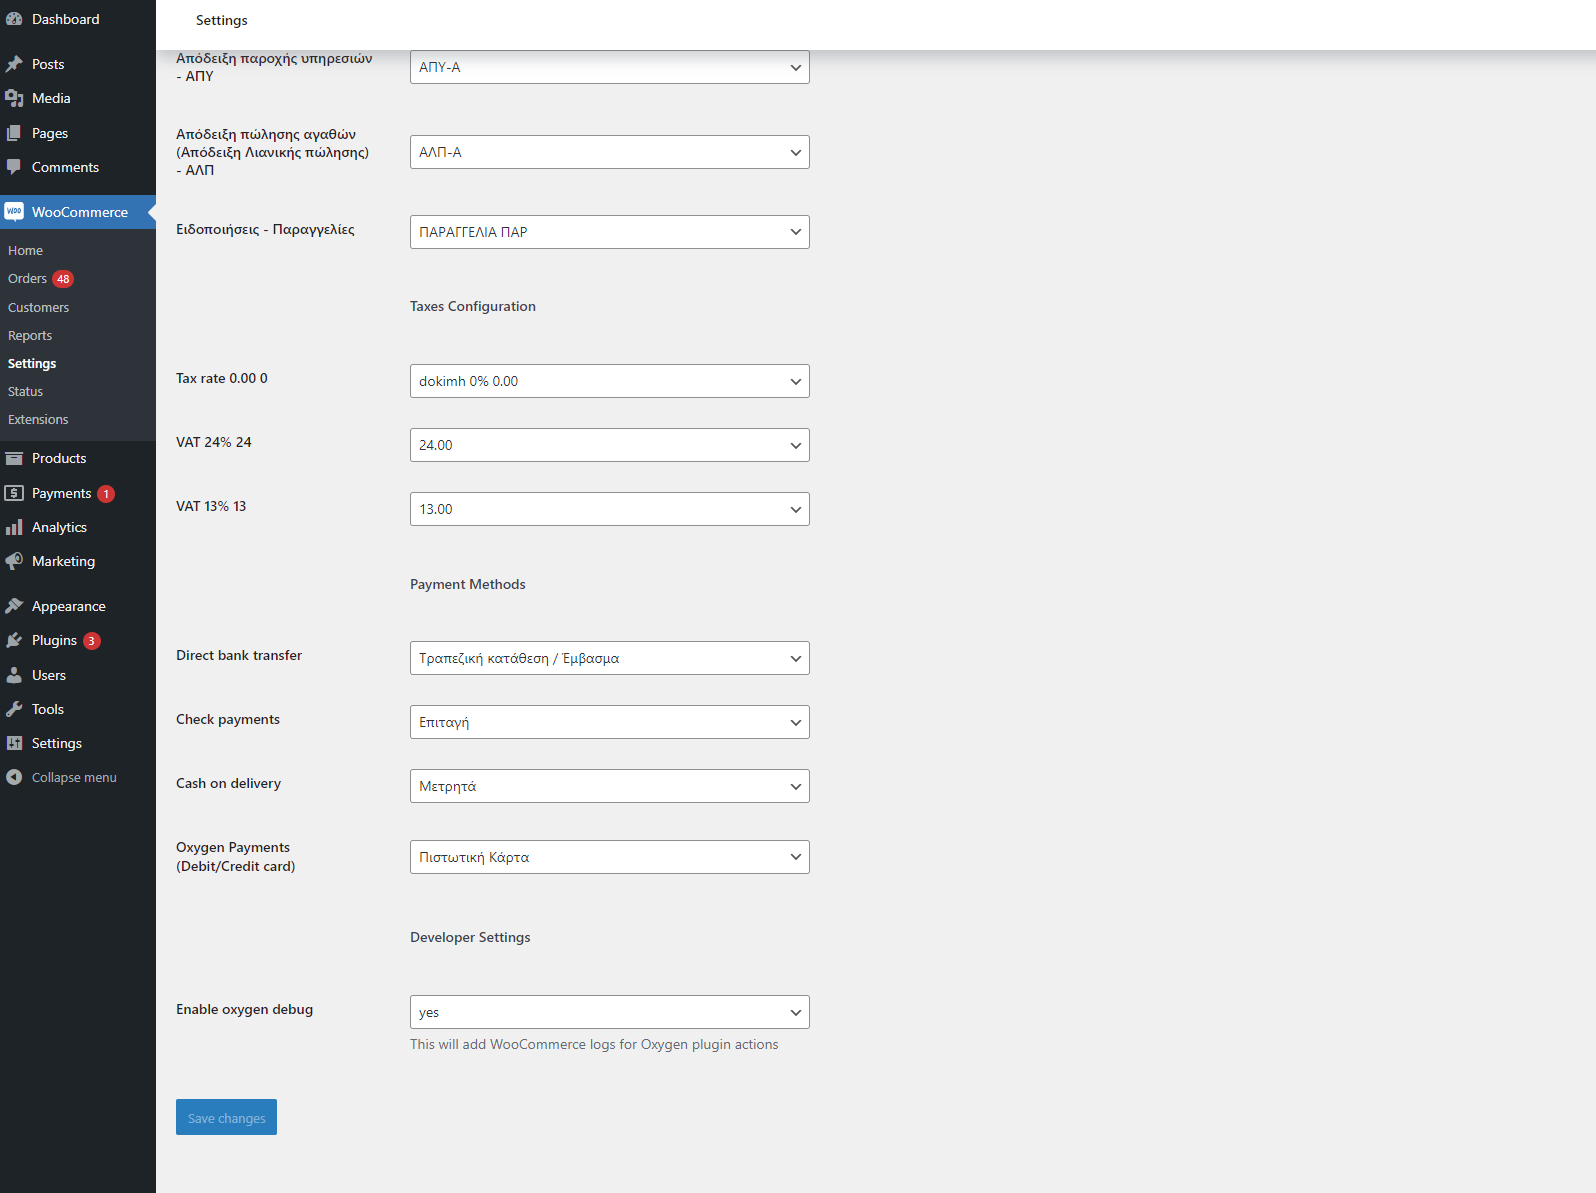 Dashboard
Posts
Media
Pages
Comments
WOO
WooCommerce
Home
Orders 48
Customers
Reports
Settings
Status
Extensions
Products
Payments 1
Analytics
Marketing
Appearance
Plugins 3
Users
Tools
Settings
Collapse menu
Settings
Απόδειξη παροχής υπηρεσιών
- ΑΠΥ
ΑΠΥ-Α
Απόδειξη πώλησης αγαθών
(Απόδειξη Λιανικής πώλησης)
- ΑΛΠ
ΑΛΠ-Α
Ειδοποιήσεις - Παραγγελίες
ΠΑΡΑΓΓΕΛΙΑ ΠΑΡ
Taxes Configuration
Tax rate 0.00 0
dokimh 0% 0.00
VAT 24% 24
24.00
VAT 13% 13
13.00
Payment Methods
Direct bank transfer
Τραπεζική κατάθεση / Έμβασμα
Check payments
Επιταγή
Cash on delivery
Μετρητά
Oxygen Payments
(Debit/Credit card)
Πιστωτική Κάρτα
Developer Settings
Enable oxygen debug
yes
This will add WooCommerce logs for Oxygen plugin actions
Save changes